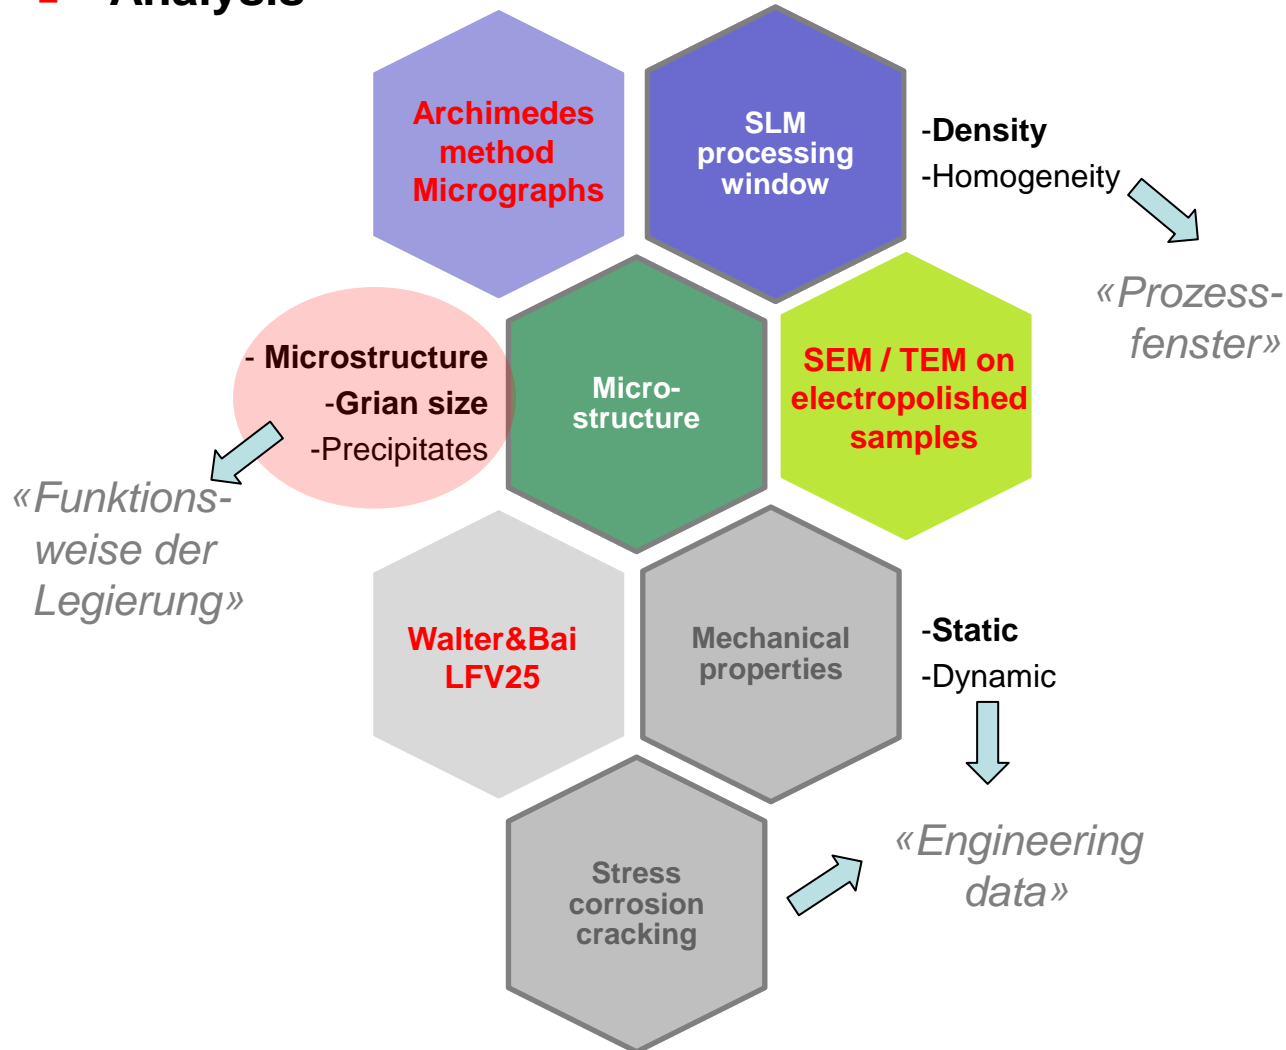 Analysis
Archimedes
method
Micrographs
SLM
processing
window
-Density
-Homogeneity
«Prozess-
fenster»
- Microstructure
-Grian size
-Precipitates
Micro-
structure
SEM / TEM on
electropolished
samples
«Funktions-
weise der
Legierung»
Walter&Bai
LFV25
Mechanical
properties
-Static
-Dynamic
«Engineering
data»
Stress
corrosion
cracking